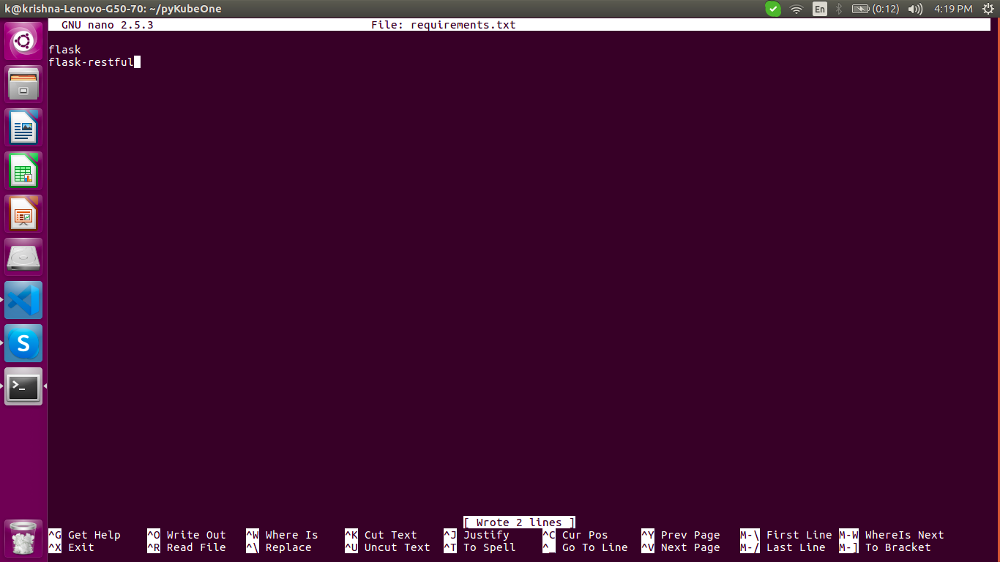 k@krishna-Lenovo-G50-70: ~/pyKubeOne
En (0:12) 4:19 PM
GNU nano 2.5.3 File: requirements.txt
flask
flask-restful
S
>_
[ Wrote 2 lines ]
^G Get Help ^O Write Out ^W Where Is ^K Cut Text ^J Justify ^C Cur Pos ^Y Prev Page M-\ First Line M-W WhereIs Next
^X Exit ^R Read File ^\ Replace ^U Uncut Text ^T To Spell ^_ Go To Line ^V Next Page M-/ Last Line M-] To Bracket